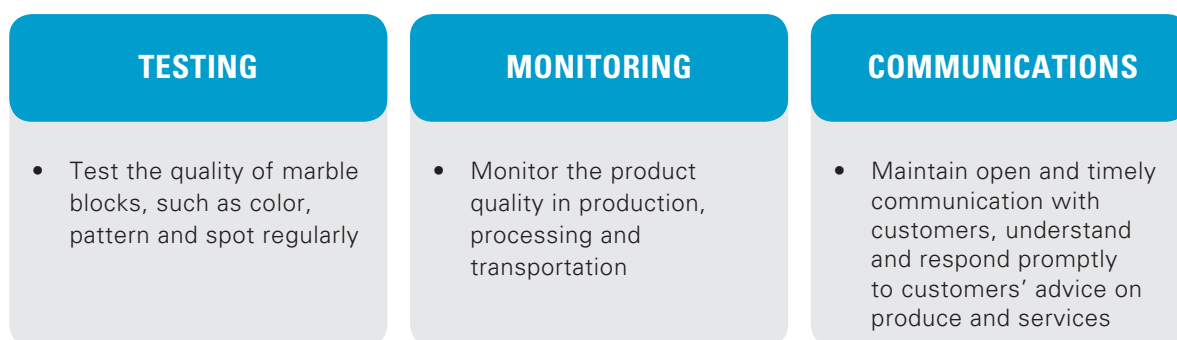 TESTING
• Test the quality of marble
blocks, such as color,
pattern and spot regularly
MONITORING
• Monitor the product
quality in production,
processing and
transportation
COMMUNICATIONS
• Maintain open and timely
communication with
customers, understand
and respond promptly
to customers’ advice on
produce and services